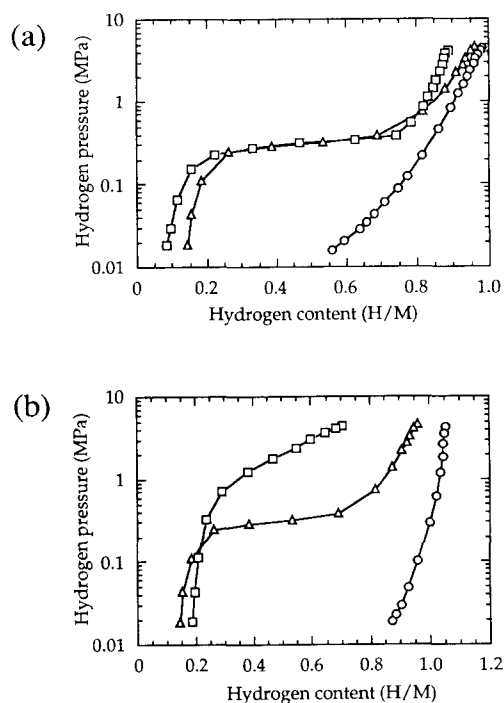 (a)
Hydrogen pressure (MPa)
10
1
0.1
0.01
0 0.2 0.4 0.6 0.8 1.0
Hydrogen content (H/M)
(b)
Hydrogen pressure (MPa)
10
1
0.1
0.01
0 0.2 0.4 0.6 0.8 1.0 1.2
Hydrogen content (H/M)